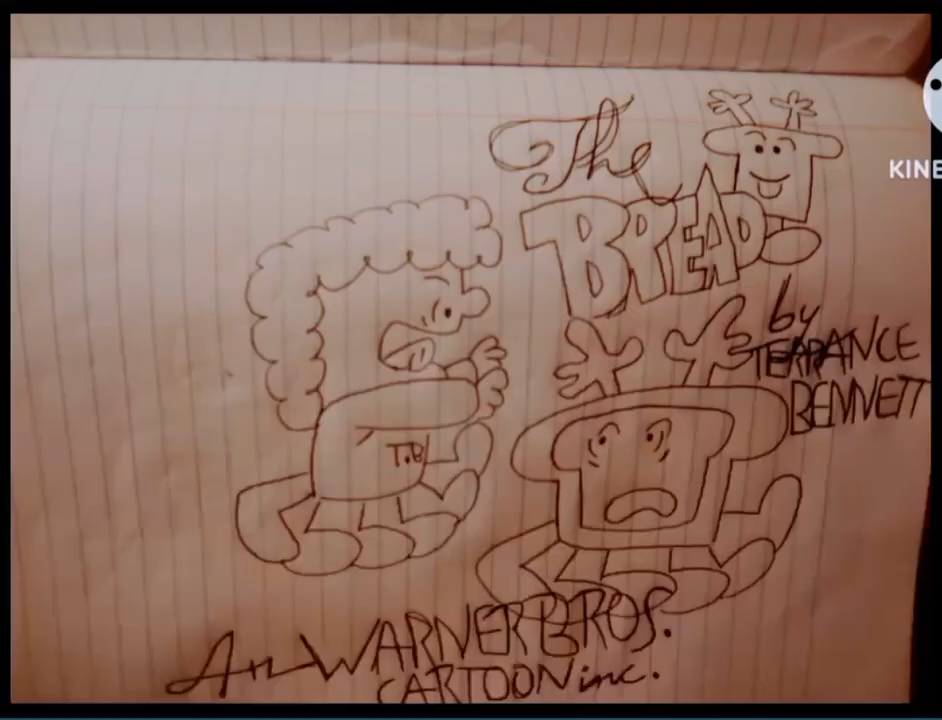 The
BREAD
by
TERRANCE
BENNETT
T.B
An WARNER BROS.
CARTOON inc.
KINE